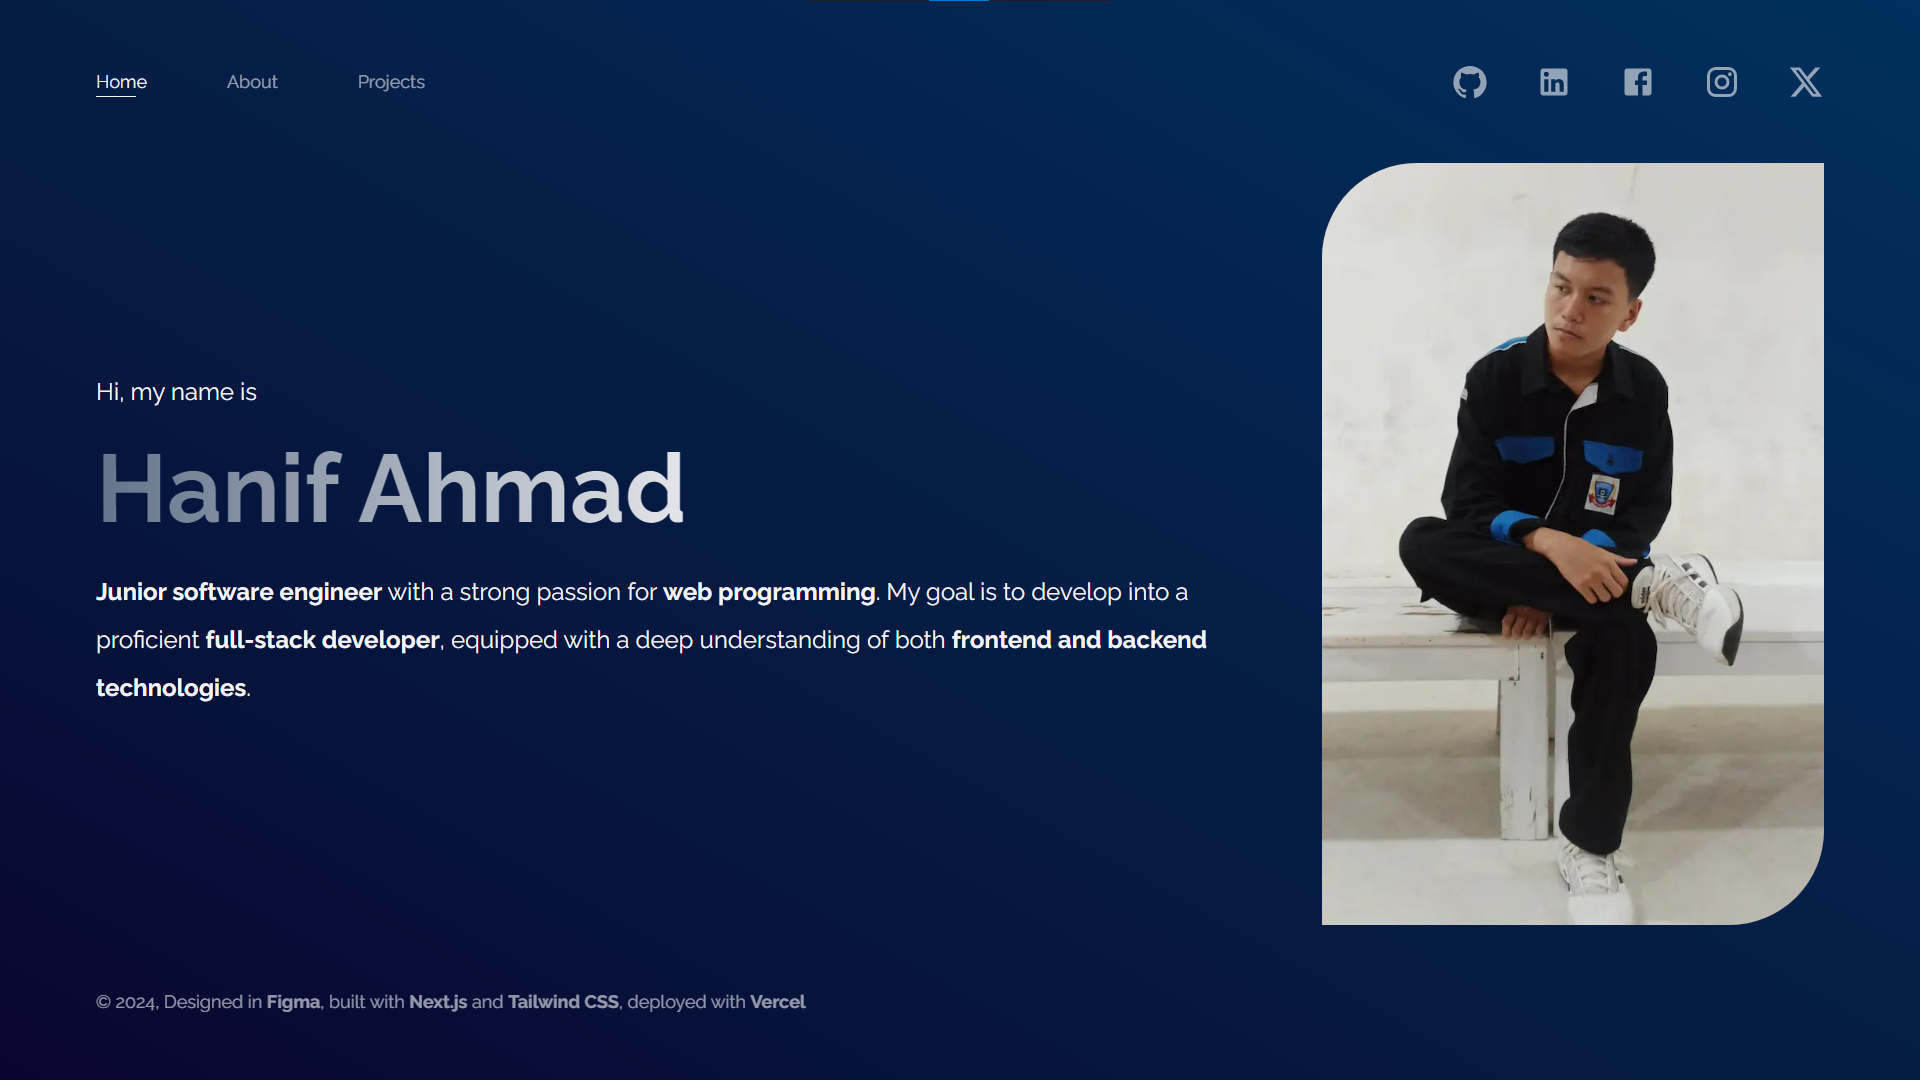 Home About Projects
Hi, my name is
Hanif Ahmad
Junior software engineer with a strong passion for web programming. My goal is to develop into a
proficient full-stack developer, equipped with a deep understanding of both frontend and backend
technologies.
© 2024, Designed in Figma, built with Next.js and Tailwind CSS, deployed with Vercel